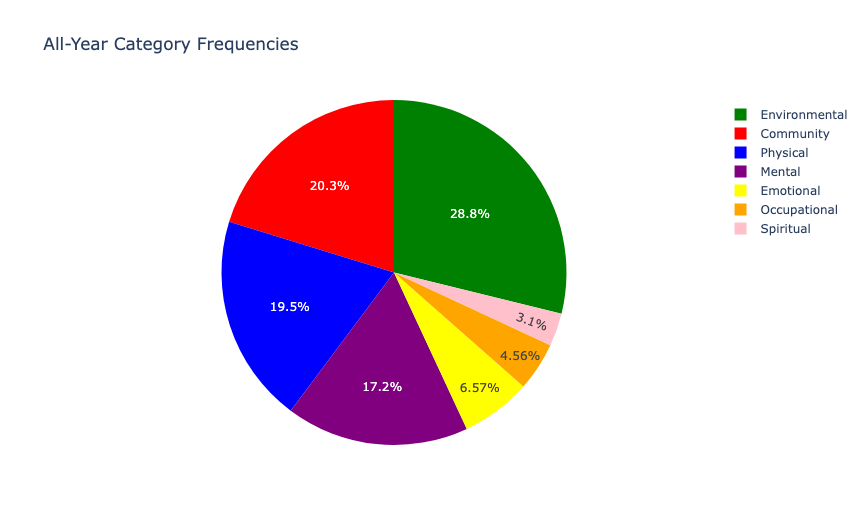 All-Year Category Frequencies
Environmental
Community
Physical
Mental
Emotional
Occupational
Spiritual
20.3%
28.8%
19.5%
3.1%
4.56%
17.2%
6.57%